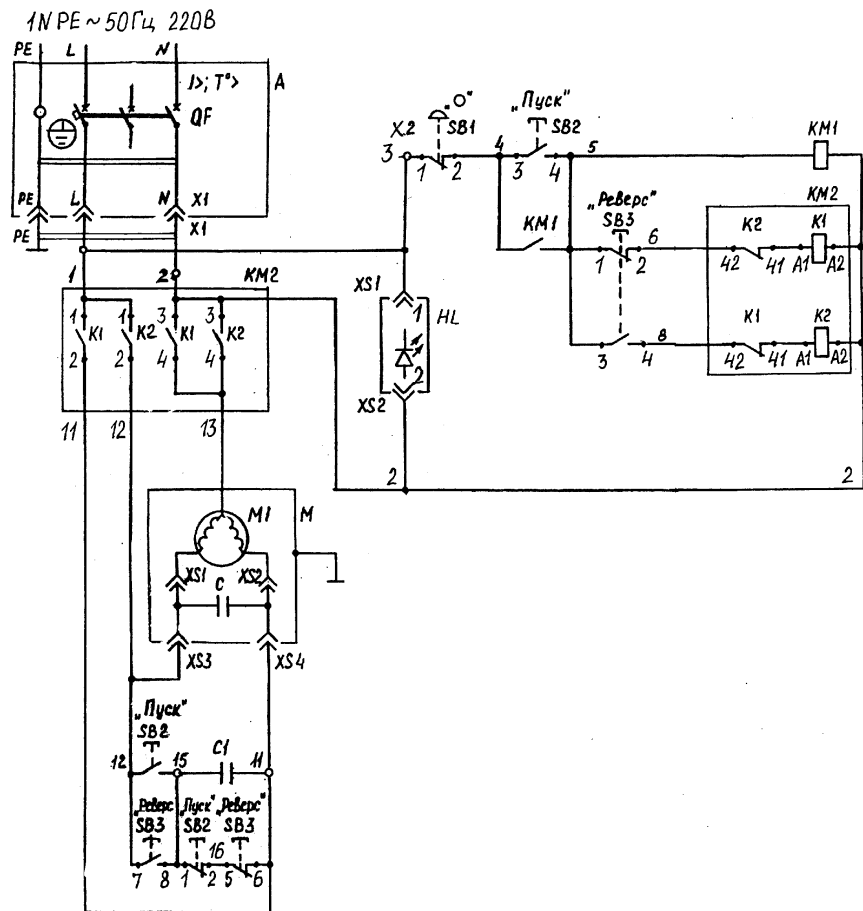 1N PE ~ 50Гц 220В
PE L N
I>; T°> A
QF
PE L N X1
PE X1
1 2 KM2
1 1 3 3
K1 K2 K1 K2
2 2 4 4
11 12 13
X2 „О" „Пуск"
SB1 SB2
3 4 5 KM1
1 2 3 4
KM1 „Реверс" KM2
SB3 6 K2 K1
1 2 42 41 A1 A2
8 K1 K2
3 4 42 41 A1 A2
XS1
1 HL
2
XS2
2 2
M1 M
XS1 C XS2
XS3 XS4
„Пуск"
SB2
12 15 C1 11
„Реверс „Пуск" „Реверс"
SB3 SB2 SB3
16
7 8 1 2 5 6